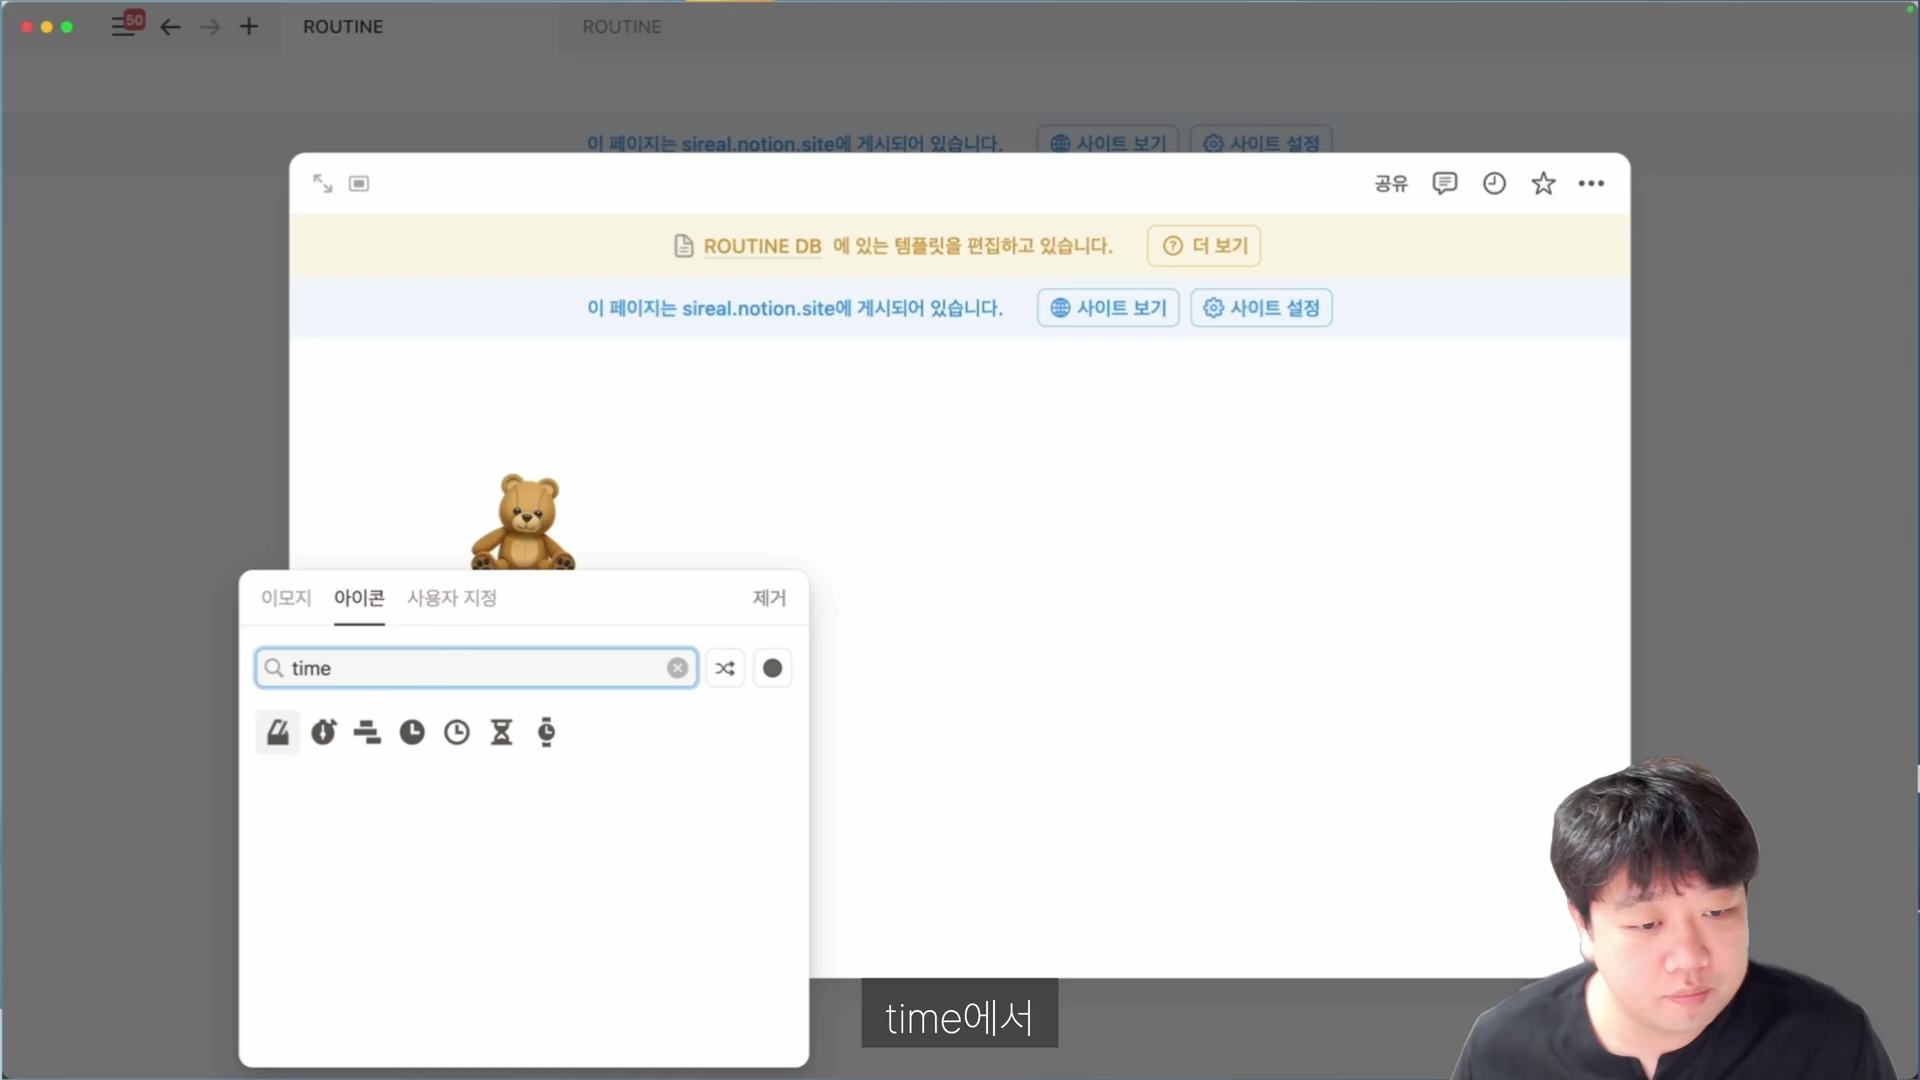 50
ROUTINE
ROUTINE
이 페이지는 sireal.notion.site에 게시되어 있습니다.
사이트 보기
사이트 설정
공유
ROUTINE DB 에 있는 템플릿을 편집하고 있습니다.
더 보기
이 페이지는 sireal.notion.site에 게시되어 있습니다.
사이트 보기
사이트 설정
이모지
아이콘
사용자 지정
제거
time
time에서